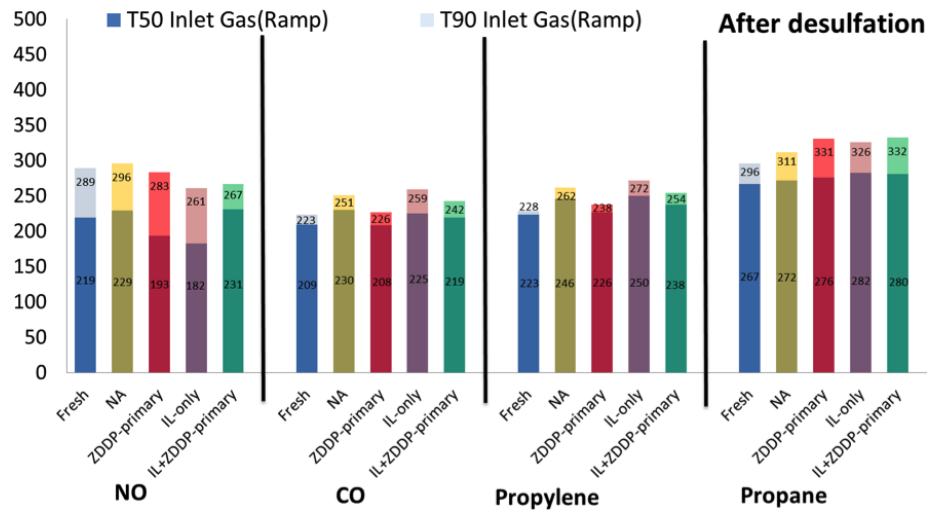 T50 Inlet Gas(Ramp) T90 Inlet Gas(Ramp) After desulfation
500
450
400
350
300
250
200
150
100
50
0
289 296 283 261 267
219 229 193 182 231
223 251 226 259 242
209 230 208 225 219
228 262 238 272 254
223 246 226 250 238
296 311 331 326 332
267 272 276 282 280
Fresh NA ZDDP-primary IL-only IL+ZDDP-primary Fresh NA ZDDP-primary IL-only IL+ZDDP-primary Fresh NA ZDDP-primary IL-only IL+ZDDP-primary Fresh NA ZDDP-primary IL-only IL+ZDDP-primary
NO CO Propylene Propane